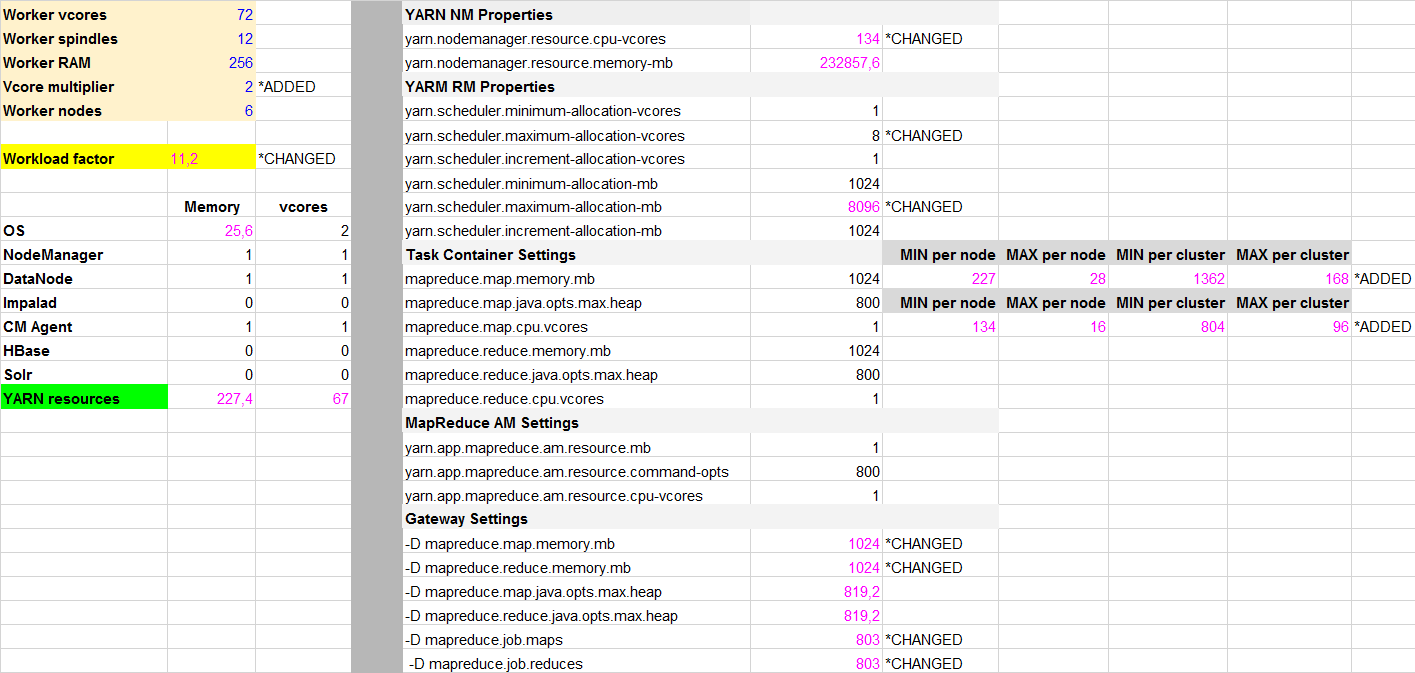 Worker vcores 72
Worker spindles 12
Worker RAM 256
Vcore multiplier 2 *ADDED
Worker nodes 6
Workload factor 11,2 *CHANGED
Memory vcores
OS 25,6 2
NodeManager 1 1
DataNode 1 1
Impalad 0 0
CM Agent 1 1
HBase 0 0
Solr 0 0
YARN resources 227,4 67
YARN NM Properties
yarn.nodemanager.resource.cpu-vcores 134 *CHANGED
yarn.nodemanager.resource.memory-mb 232857,6
YARM RM Properties
yarn.scheduler.minimum-allocation-vcores 1
yarn.scheduler.maximum-allocation-vcores 8 *CHANGED
yarn.scheduler.increment-allocation-vcores 1
yarn.scheduler.minimum-allocation-mb 1024
yarn.scheduler.maximum-allocation-mb 8096 *CHANGED
yarn.scheduler.increment-allocation-mb 1024
Task Container Settings MIN per node MAX per node MIN per cluster MAX per cluster
mapreduce.map.memory.mb 1024 227 28 1362 168 *ADDED
mapreduce.map.java.opts.max.heap 800 MIN per node MAX per node MIN per cluster MAX per cluster
mapreduce.map.cpu.vcores 1 134 16 804 96 *ADDED
mapreduce.reduce.memory.mb 1024
mapreduce.reduce.java.opts.max.heap 800
mapreduce.reduce.cpu.vcores 1
MapReduce AM Settings
yarn.app.mapreduce.am.resource.mb 1
yarn.app.mapreduce.am.resource.command-opts 800
yarn.app.mapreduce.am.resource.cpu-vcores 1
Gateway Settings
-D mapreduce.map.memory.mb 1024 *CHANGED
-D mapreduce.reduce.memory.mb 1024 *CHANGED
-D mapreduce.map.java.opts.max.heap 819,2
-D mapreduce.reduce.java.opts.max.heap 819,2
-D mapreduce.job.maps 803 *CHANGED
-D mapreduce.job.reduces 803 *CHANGED